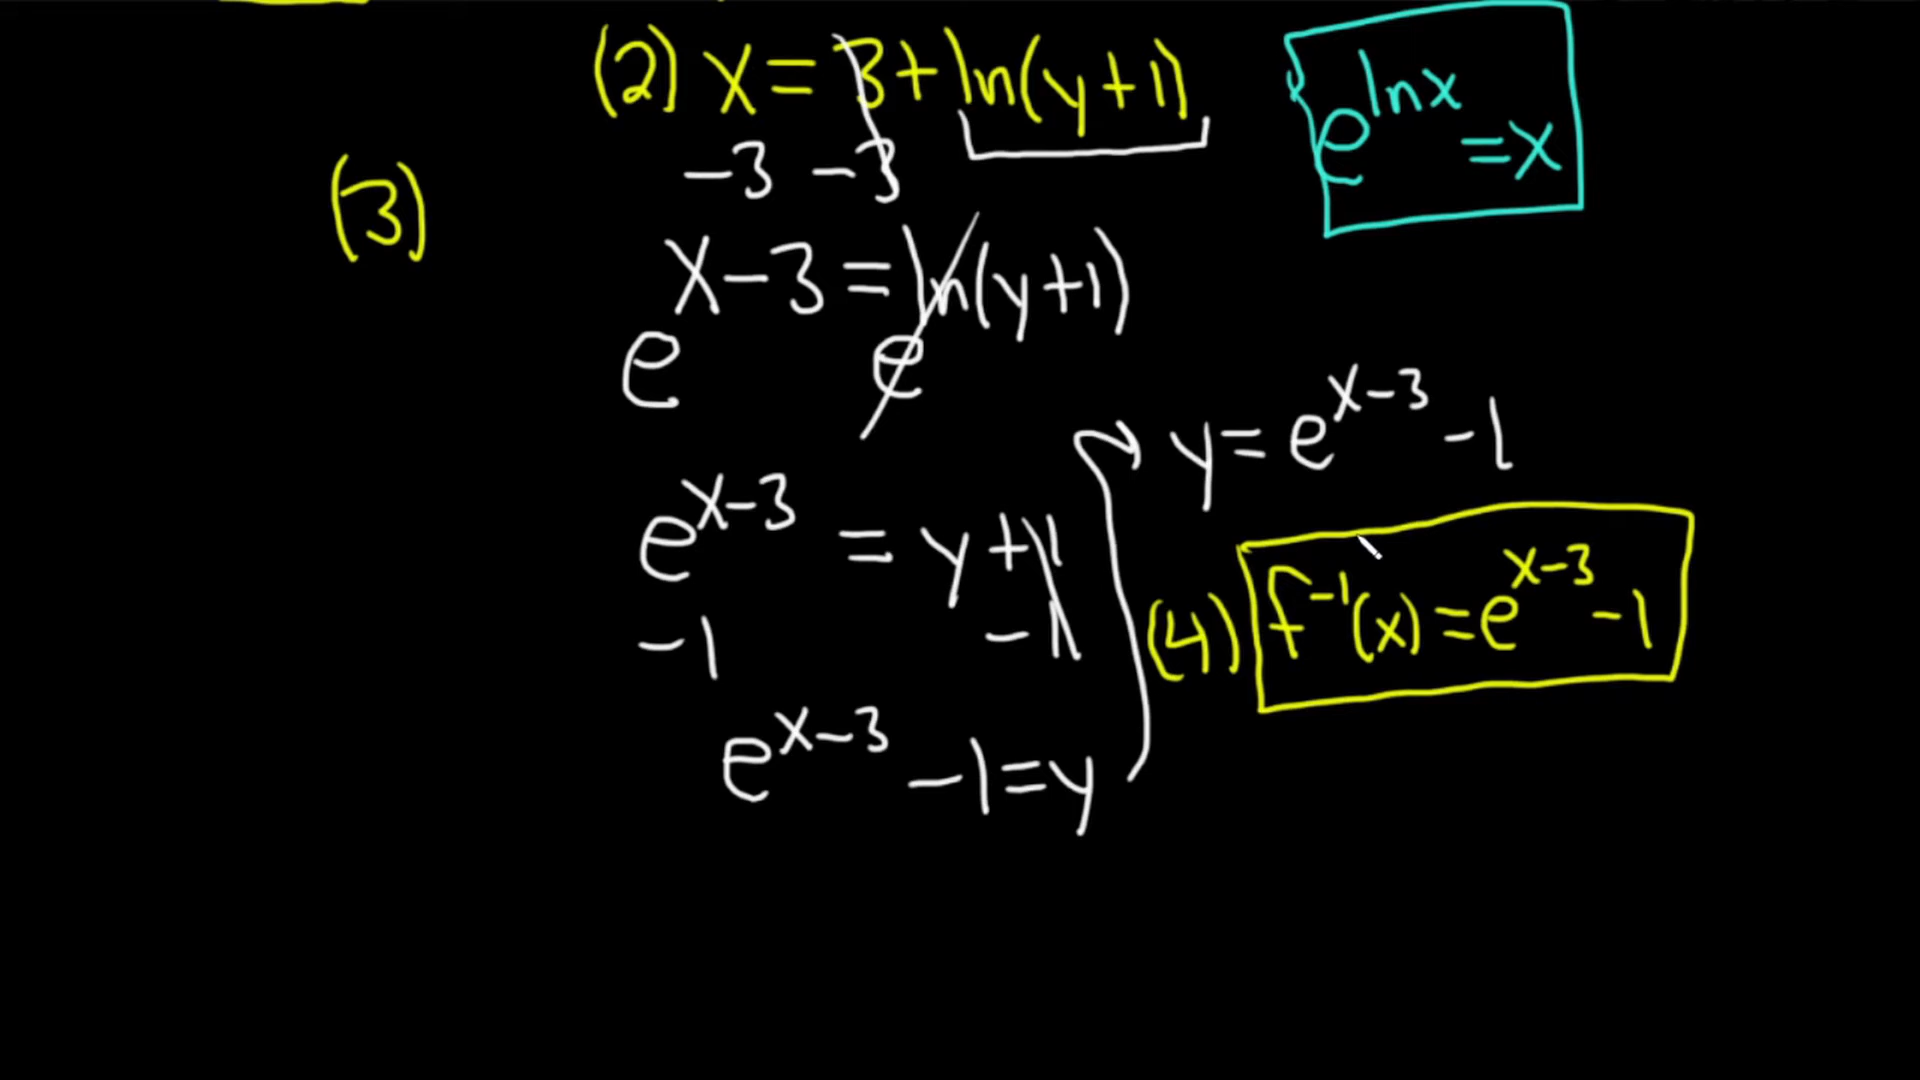 (2) x = 3 + ln(y+1)
-3 -3
(3)
x-3 = ln(y+1)
e e
e^{x-3} = y+1
-1 -1
e^{x-3} -1 = y
e^{ln x} = x
y = e^{x-3} -1
(4) f^{-1}(x) = e^{x-3} -1